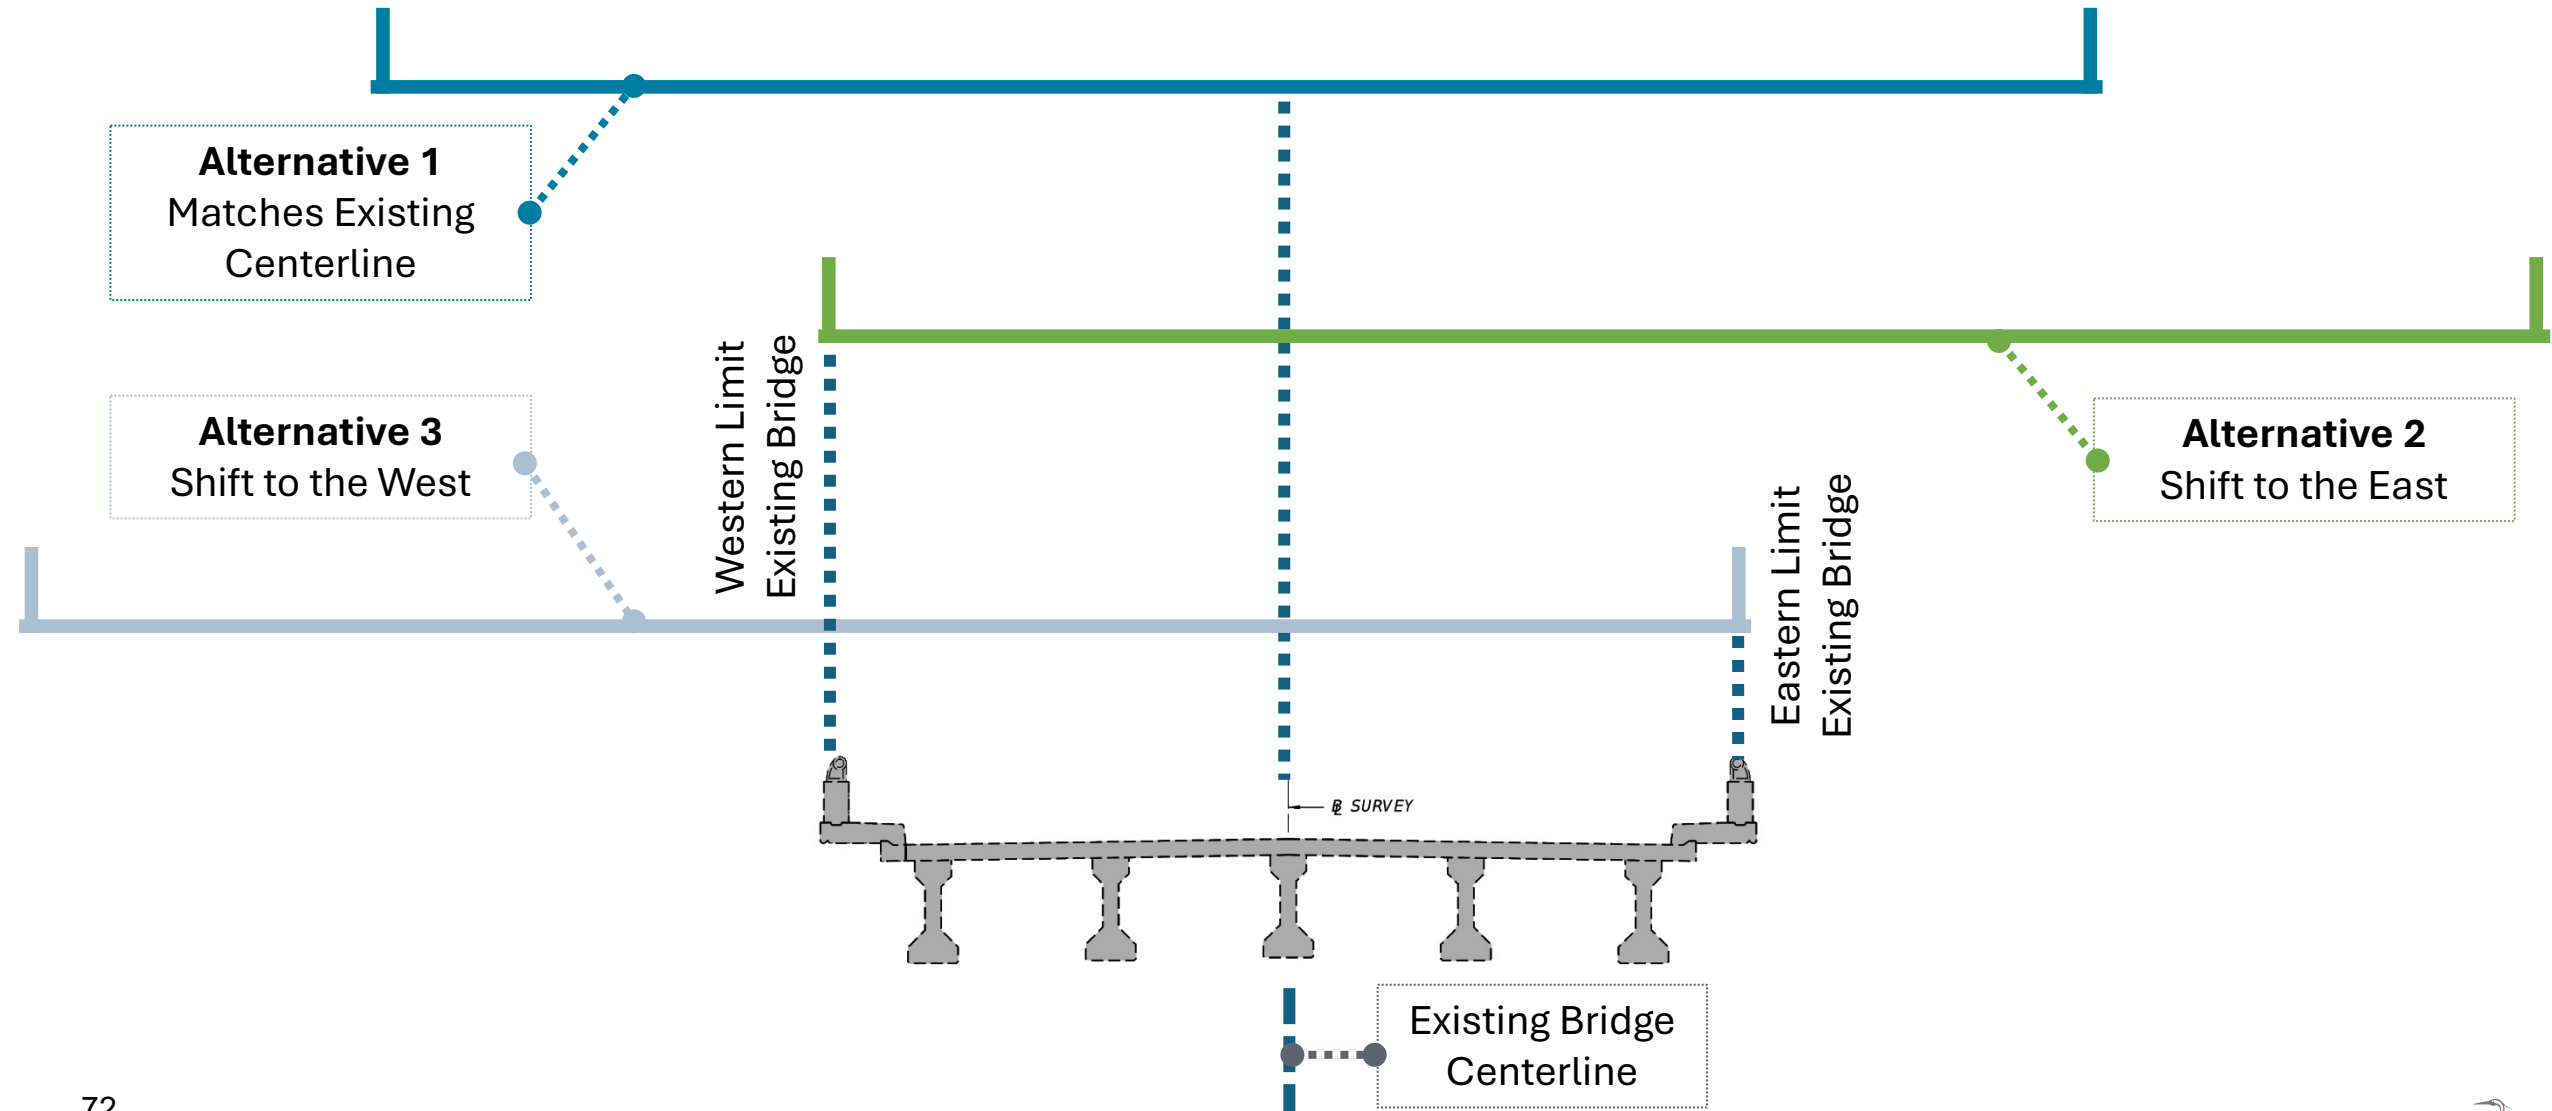 Alternative 1
Matches Existing
Centerline
Western Limit
Existing Bridge
Alternative 3
Shift to the West
Alternative 2
Shift to the East
Eastern Limit
Existing Bridge
SURVEY
Existing Bridge
Centerline
72